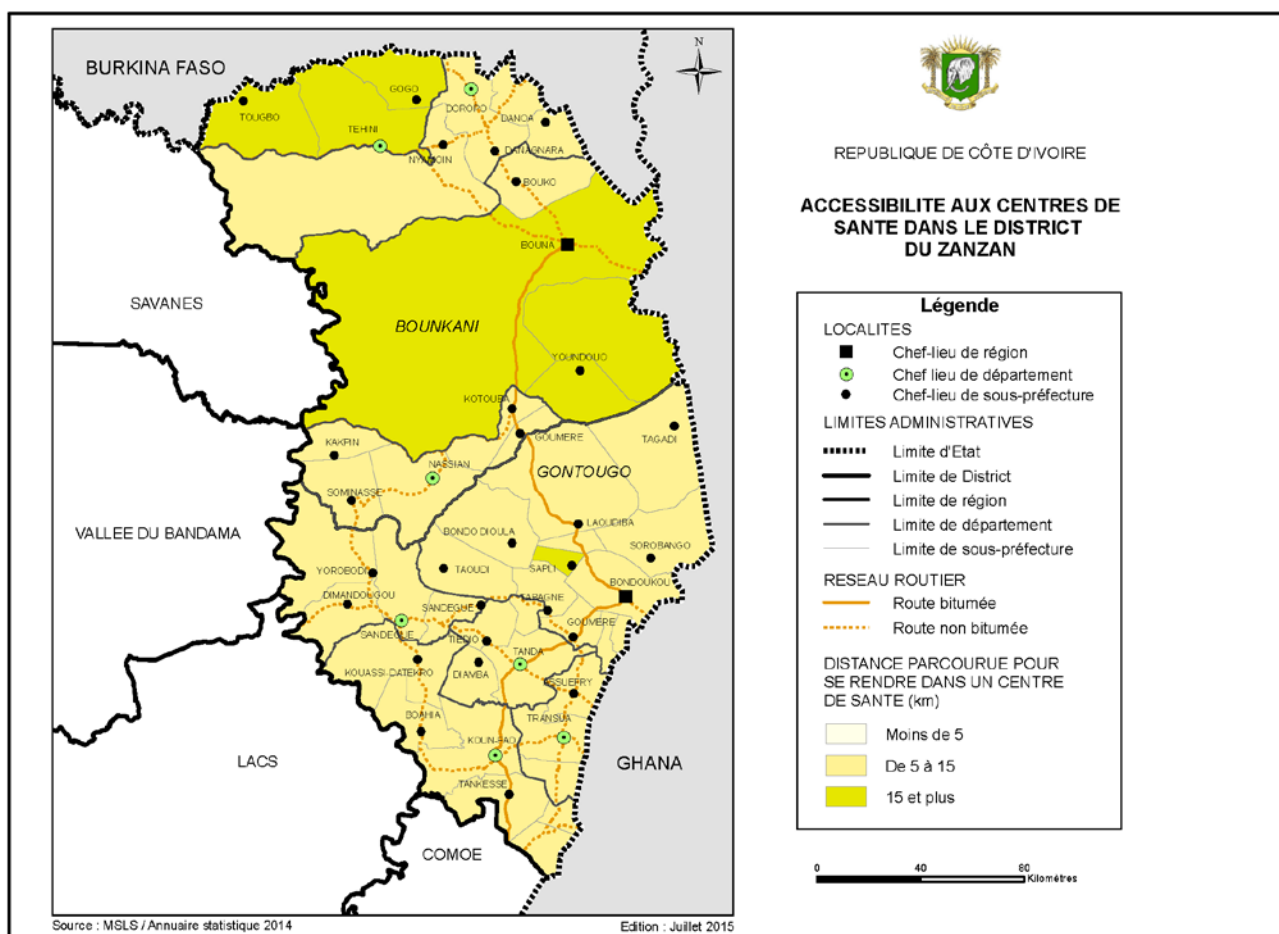 BURKINA FASO
N
GOGO
TOUGBO
DOROPO
DANOA
TEHINI
NYAMOIN
DANAGNARA
BOUKO
BOUNA
SAVANES
BOUNKANI
YOUNDOUO
KOTOUBA
GOUMERE
TAGADI
KAKPIN
NASSIAN
GONTOUGO
SOMINASSE
LAOUDIBA
VALLEE DU BANDAMA
BONDO DIOULA
SOROBANGO
YOROBODI
TAOUDI
SAPLI
BONDOUKOU
DIMANDOUGOU
SANDEGUE
TAPAGNE
SANDEGUE
TIEDIO
GOUMERE
TANDA
KOUASSI-DATEKRO
DIAMBA
ASSUEFRY
BOAHIA
TRANSUA
KOUN-FAO
LACS
GHANA
TANKESSE
COMOE
Source : MSLS / Annuaire statistique 2014
Edition : Juillet 2015
REPUBLIQUE DE CÔTE D'IVOIRE
ACCESSIBILITE AUX CENTRES DE
SANTE DANS LE DISTRICT
DU ZANZAN
Légende
LOCALITES
Chef-lieu de région
Chef lieu de département
Chef-lieu de sous-préfecture
LIMITES ADMINISTRATIVES
Limite d'Etat
Limite de District
Limite de région
Limite de département
Limite de sous-préfecture
RESEAU ROUTIER
Route bitumée
Route non bitumée
DISTANCE PARCOURUE POUR
SE RENDRE DANS UN CENTRE
DE SANTE (km)
Moins de 5
De 5 à 15
15 et plus
0 40 80
Kilomètres